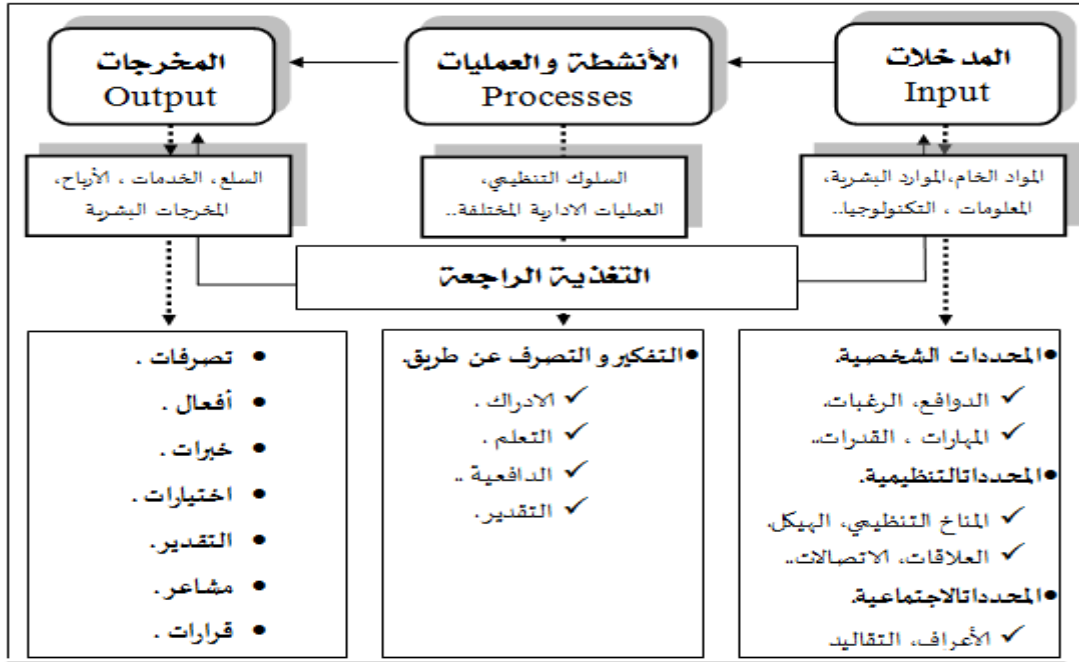 المدخلات
Input
الأنشطة والعمليات
Processes
المخرجات
Output
المواد الخام،الموارد البشرية،
المعلومات ، التكنولوجيا..
السلوك التنظيمي،
العمليات الادارية المختلفة..
السلع، الخدمات ، الأرباح،
المخرجات البشرية
التغذية الراجعة
•المحددات الشخصية.
✓ الدوافع، الرغبات.
✓ المهارات ، القدرات..
•المحدداتالتنظيمية.
✓ المناخ التنظيمي، الهيكل.
✓ العلاقات، الاتصالات..
•المحدداتالاجتماعية.
✓ الأعراف، التقاليد
•التفكير و التصرف عن طريق.
✓ الادراك .
✓ التعلم .
✓ الدافعية ..
✓ التقدير.
• تصرفات .
• أفعال .
• خبرات .
• اختيارات .
• التقدير.
• مشاعر .
• قرارات .